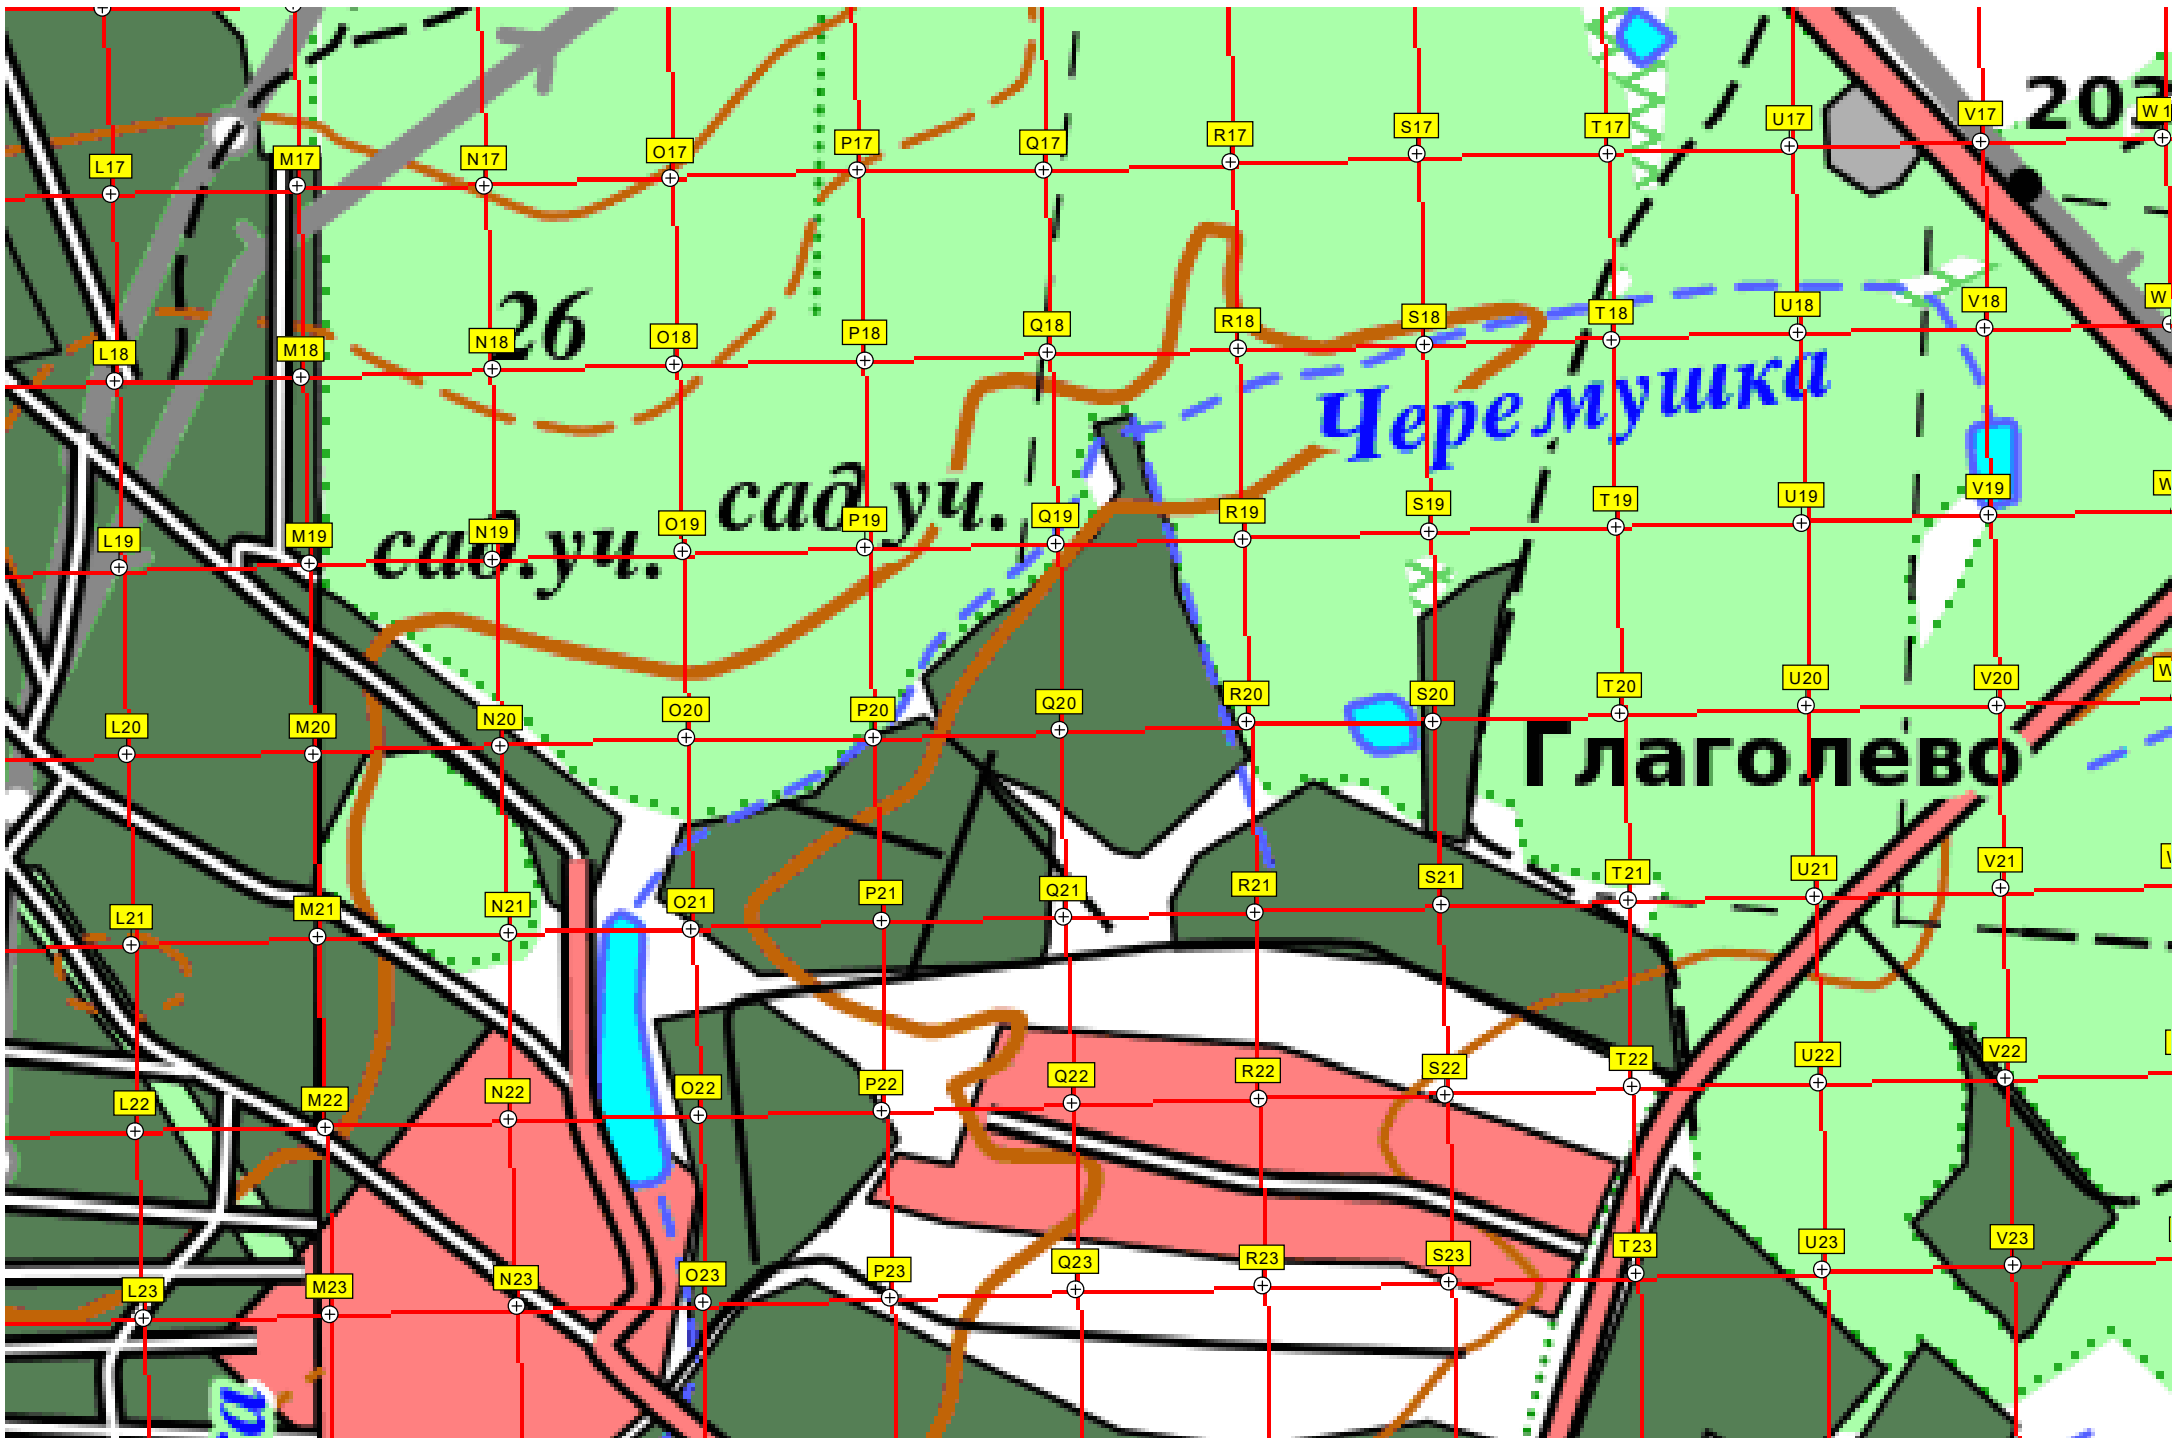 203
W1
L17 M17 N17 O17 P17 Q17 R17 S17 T17 U17 V17
26
L18 M18 N18 O18 P18 Q18 R18 S18 T18 U18 V18 W
Черемушка
сад.уч.
сад.уч.
L19 M19 N19 O19 P19 Q19 R19 S19 T19 U19 V19 W
L20 M20 N20 O20 P20 Q20 R20 S20 T20 U20 V20 W
Глаголево
L21 M21 N21 O21 P21 Q21 R21 S21 T21 U21 V21
L22 M22 N22 O22 P22 Q22 R22 S22 T22 U22 V22
L23 M23 N23 O23 P23 Q23 R23 S23 T23 U23 V23
р.